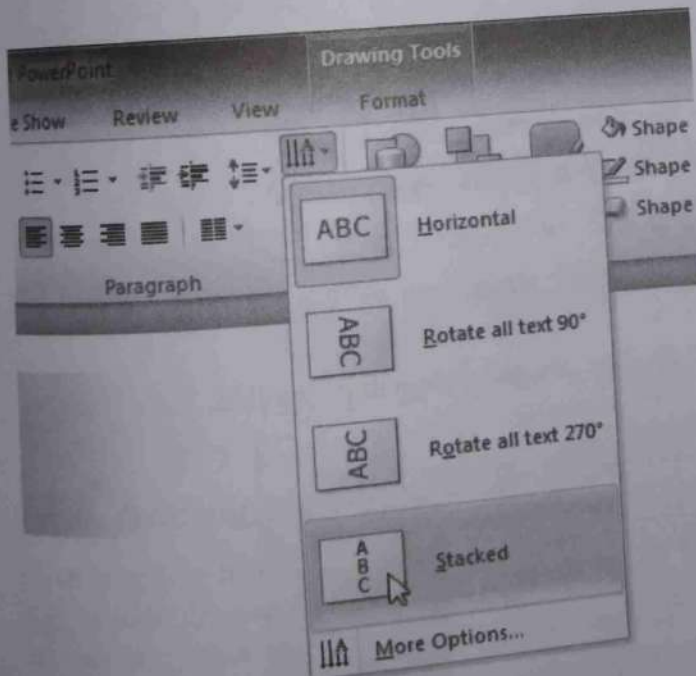 PowerPoint
Drawing Tools
e Show Review View Format
Shape
Shape
Shape
Paragraph
ABC Horizontal
ABC Rotate all text 90°
ABC Rotate all text 270°
A
B
C
Stacked
More Options...